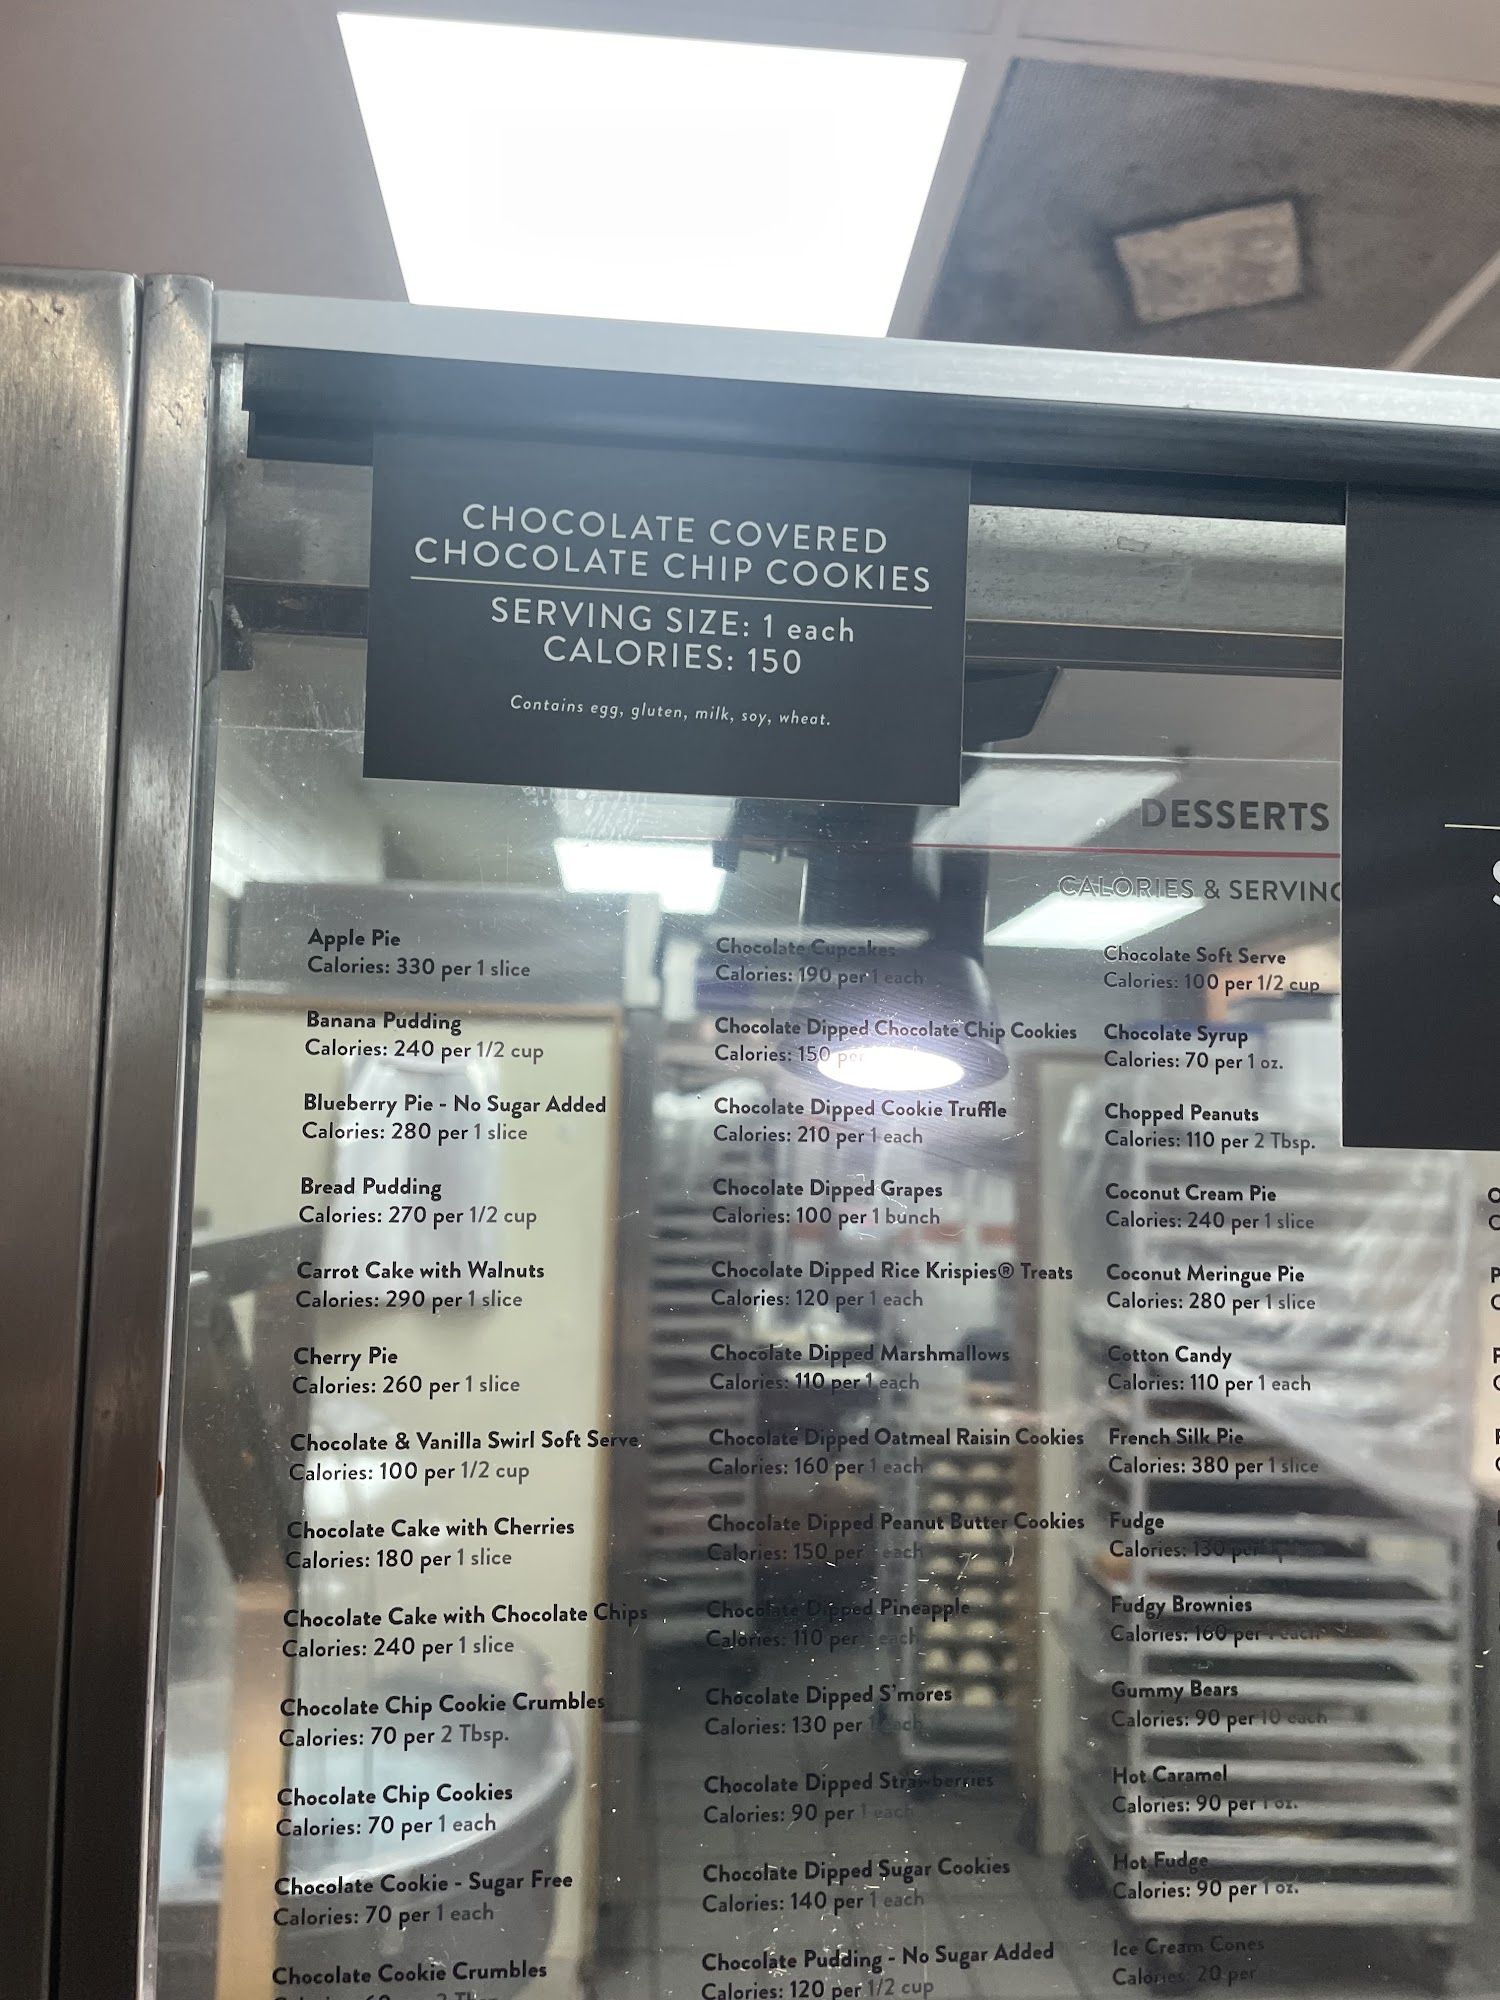 CHOCOLATE COVERED
CHOCOLATE CHIP COOKIES
SERVING SIZE: 1 each
CALORIES: 150
Contains egg, gluten, milk, soy, wheat.
DESSERTS
CALORIES & SERVING
Apple Pie
Calories: 330 per 1 slice
Banana Pudding
Calories: 240 per 1/2 cup
Blueberry Pie - No Sugar Added
Calories: 280 per 1 slice
Bread Pudding
Calories: 270 per 1/2 cup
Carrot Cake with Walnuts
Calories: 290 per 1 slice
Cherry Pie
Calories: 260 per 1 slice
Chocolate & Vanilla Swirl Soft Serve
Calories: 100 per 1/2 cup
Chocolate Cake with Cherries
Calories: 180 per 1 slice
Chocolate Cake with Chocolate Chips
Calories: 240 per 1 slice
Chocolate Chip Cookie Crumbles
Calories: 70 per 2 Tbsp.
Chocolate Chip Cookies
Calories: 70 per 1 each
Chocolate Cookie - Sugar Free
Calories: 70 per 1 each
Chocolate Cookie Crumbles
Chocolate Cupcakes
Calories: 190 per 1 each
Chocolate Dipped Chocolate Chip Cookies
Calories: 150 per
Chocolate Dipped Cookie Truffle
Calories: 210 per 1 each
Chocolate Dipped Grapes
Calories: 100 per 1 bunch
Chocolate Dipped Rice Krispies® Treats
Calories: 120 per 1 each
Chocolate Dipped Marshmallows
Calories: 110 per 1 each
Chocolate Dipped Oatmeal Raisin Cookies
Calories: 160 per 1 each
Chocolate Dipped Peanut Butter Cookies
Calories: 150 per each
Chocolate Dipped Pineapple
Calories: 110 per each
Chocolate Dipped S'mores
Calories: 130 per 1 each
Chocolate Dipped Strawberries
Calories: 90 per 1 each
Chocolate Dipped Sugar Cookies
Calories: 140 per 1 each
Chocolate Pudding - No Sugar Added
Calories: 120 per 1/2 cup
Chocolate Soft Serve
Calories: 100 per 1/2 cup
Chocolate Syrup
Calories: 70 per 1 oz.
Chopped Peanuts
Calories: 110 per 2 Tbsp.
Coconut Cream Pie
Calories: 240 per 1 slice
Coconut Meringue Pie
Calories: 280 per 1 slice
Cotton Candy
Calories: 110 per 1 each
French Silk Pie
Calories: 380 per 1 slice
Fudge
Calories: 130 per
Fudgy Brownies
Calories: 160 per 1 each
Gummy Bears
Calories: 90 per 10 each
Hot Caramel
Calories: 90 per 1 oz.
Hot Fudge
Calories: 90 per 1 oz.
Ice Cream Cones
Calories: 20 per